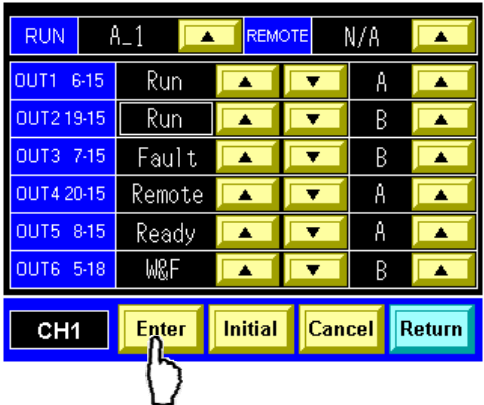 RUN A_1 ▲ REMOTE N/A ▲
OUT1 6-15 Run ▲ ▼ A ▲
OUT2 19-15 Run ▲ ▼ B ▲
OUT3 7-15 Fault ▲ ▼ B ▲
OUT4 20-15 Remote ▲ ▼ A ▲
OUT5 8-15 Ready ▲ ▼ A ▲
OUT6 5-18 W&F ▲ ▼ B ▲
CH1 Enter Initial Cancel Return